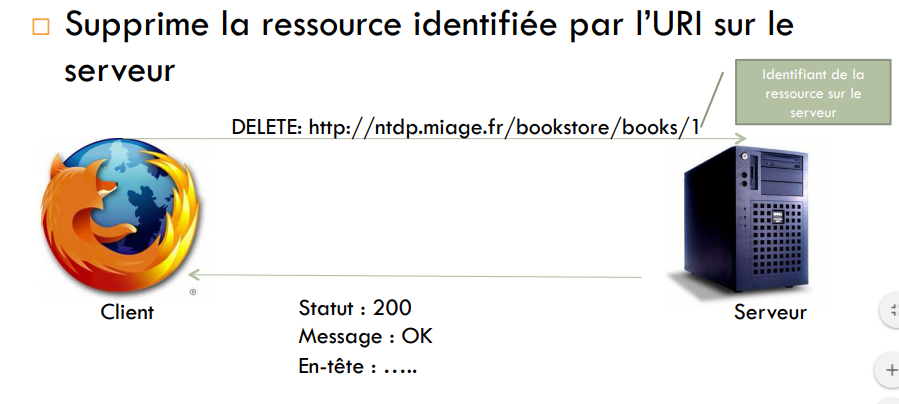 Supprime la ressource identifiée par l’URI sur le
serveur
Identifiant de la
ressource sur le
serveur
DELETE: http://ntdp.miage.fr/bookstore/books/1
®
Client
Statut : 200
Message : OK
En-tête : …..
Serveur